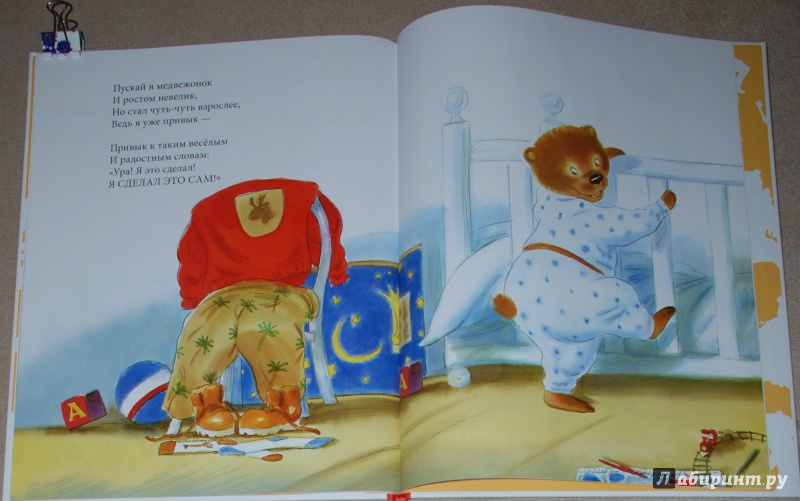 Пускай я медвежонок
И ростом невелик,
Но стал чуть-чуть взрослее,
Ведь я уже привык —
Привык к таким весёлым
И радостным словам:
«Ура! Я это сделал!
Я СДЕЛАЛ ЭТО САМ!»
А
А
Лабиринт.ру